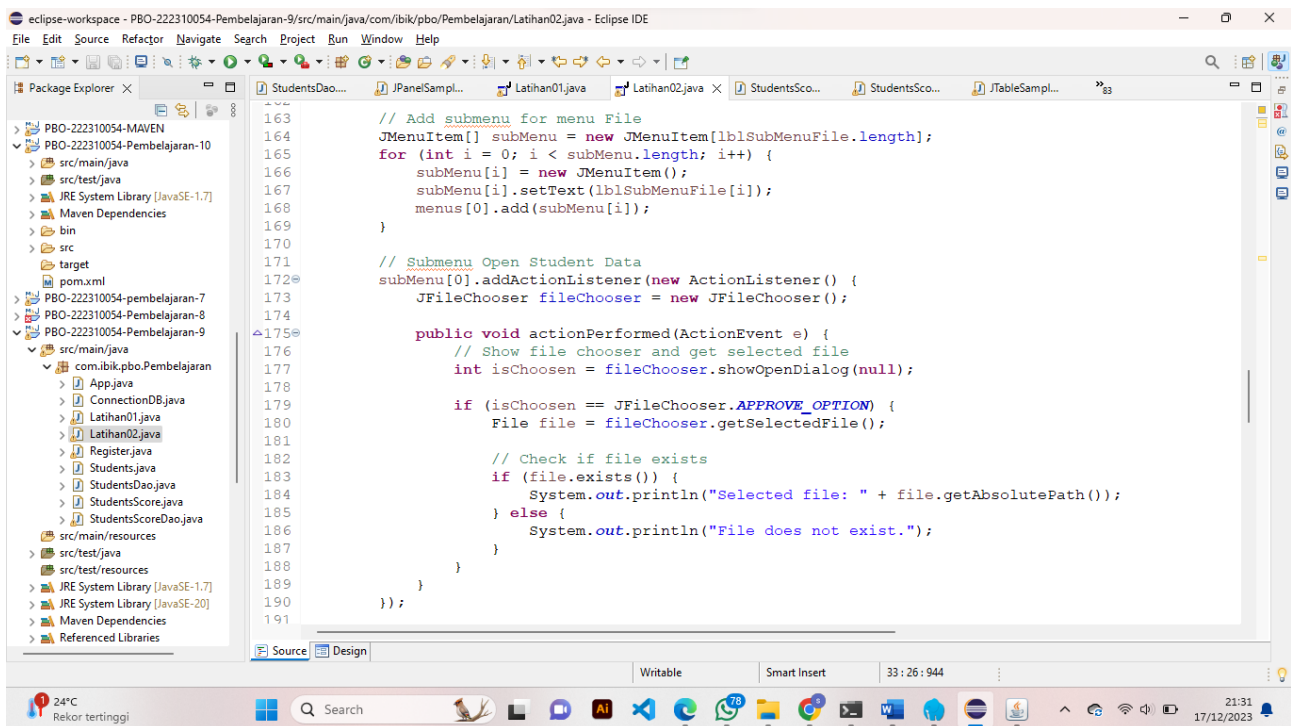 eclipse-workspace - PBO-222310054-Pembelajaran-9/src/main/java/com/ibik/pbo/Pembelajaran/Latihan02.java - Eclipse IDE
File Edit Source Refactor Navigate Search Project Run Window Help
Package Explorer
StudentsDao.... JPanelSampl... Latihan01.java Latihan02.java StudentsSco... StudentsSco... JTableSampl... »83
PBO-222310054-MAVEN
PBO-222310054-Pembelajaran-10
src/main/java
src/test/java
JRE System Library [JavaSE-1.7]
Maven Dependencies
bin
src
target
pom.xml
PBO-222310054-pembelajaran-7
PBO-222310054-Pembelajaran-8
PBO-222310054-Pembelajaran-9
src/main/java
com.ibik.pbo.Pembelajaran
App.java
ConnectionDB.java
Latihan01.java
Latihan02.java
Register.java
Students.java
StudentsDao.java
StudentsScore.java
StudentsScoreDao.java
src/main/resources
src/test/java
src/test/resources
JRE System Library [JavaSE-1.7]
JRE System Library [JavaSE-20]
Maven Dependencies
Referenced Libraries
162
163 // Add submenu for menu File
164 JMenuItem[] subMenu = new JMenuItem[lblSubMenuFile.length];
165 for (int i = 0; i < subMenu.length; i++) {
166 subMenu[i] = new JMenuItem();
167 subMenu[i].setText(lblSubMenuFile[i]);
168 menus[0].add(subMenu[i]);
169 }
170
171 // Submenu Open Student Data
172 subMenu[0].addActionListener(new ActionListener() {
173 JFileChooser fileChooser = new JFileChooser();
174
175 public void actionPerformed(ActionEvent e) {
176 // Show file chooser and get selected file
177 int isChoosen = fileChooser.showOpenDialog(null);
178
179 if (isChoosen == JFileChooser.APPROVE_OPTION) {
180 File file = fileChooser.getSelectedFile();
181
182 // Check if file exists
183 if (file.exists()) {
184 System.out.println("Selected file: " + file.getAbsolutePath());
185 } else {
186 System.out.println("File does not exist.");
187 }
188 }
189 }
190 });
191
Source Design
Writable Smart Insert 33 : 26 : 944
1 24°C
Rekor tertinggi
Search
Ai
78
21:31
17/12/2023